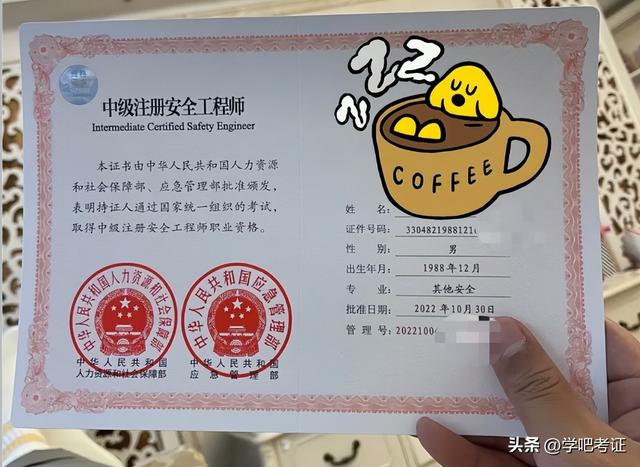 中级注册安全工程师
Intermediate Certified Safety Engineer
本证书由中华人民共和国人力资源
和社会保障部、应急管理部批准颁发，
表明持证人通过国家统一组织的考试，
取得中级注册安全工程师职业资格。
中华人民共和国人力资源和社会保障部
中华人民共和国应急管理部
中华人民共和国
人力资源和社会保障部
中华人民共和国
应急管理部
ZZZ
COFFEE
姓名：
证件号码：33048219881216
性别：男
出生年月：1988年12月
专业：其他安全
批准日期：2022年10月30日
管理号：2022100
头条 @学吧考证